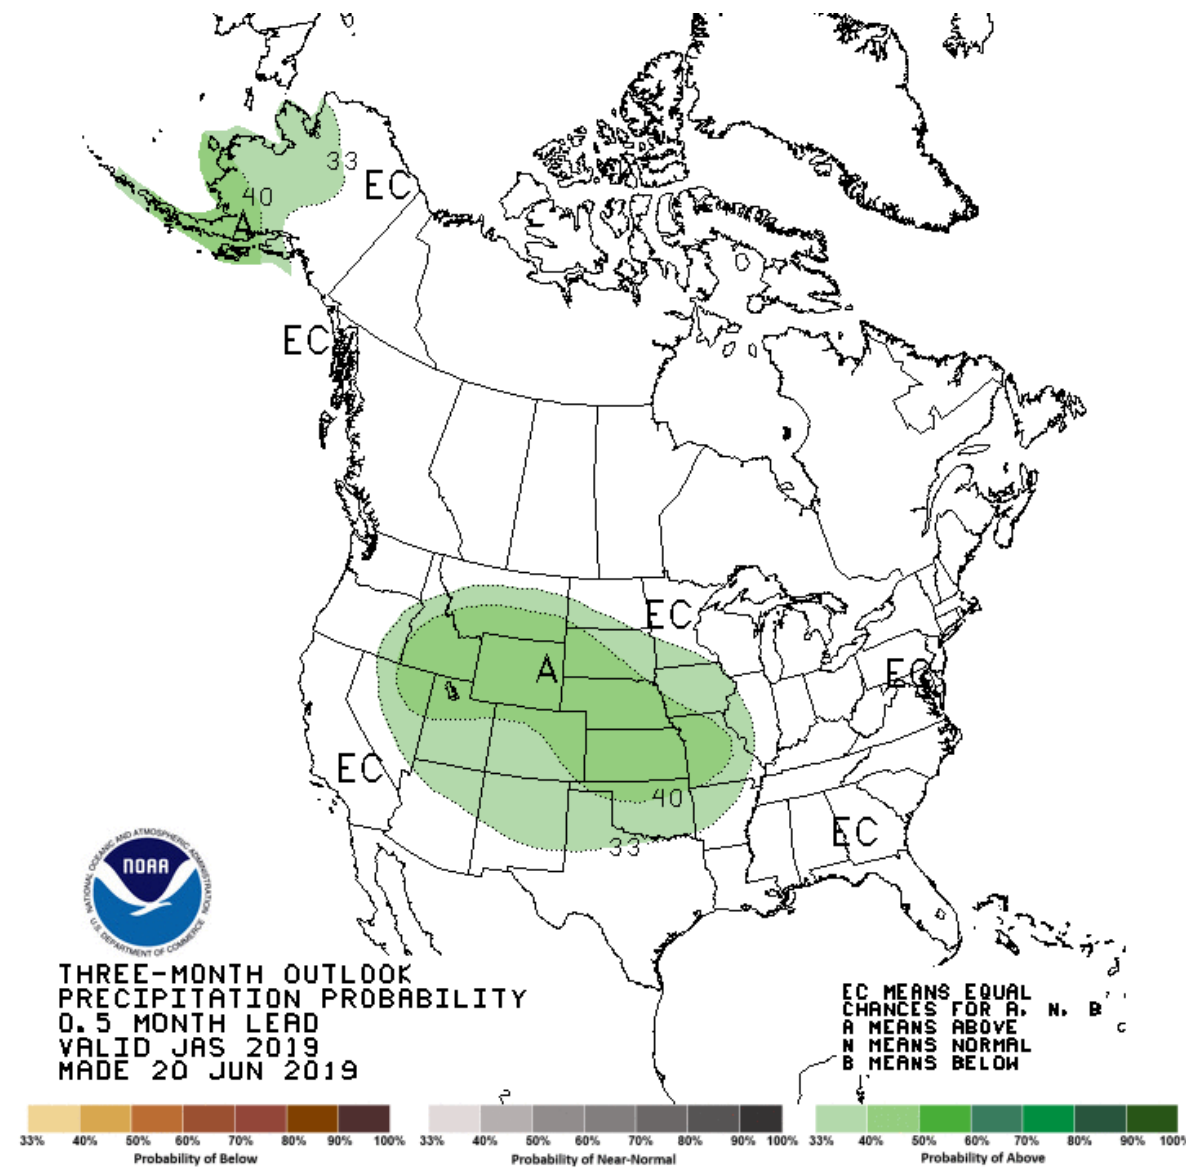 33
EC
40
A
EC
EC
A
EC
EC
40
EC
33
NATIONAL OCEANIC AND ATMOSPHERIC ADMINISTRATION
NOAA
U.S. DEPARTMENT OF COMMERCE
THREE-MONTH OUTLOOK
PRECIPITATION PROBABILITY
0.5 MONTH LEAD
VALID JAS 2019
MADE 20 JUN 2019
EC MEANS EQUAL
CHANCES FOR A, N, B
A MEANS ABOVE
N MEANS NORMAL
B MEANS BELOW
33% 40% 50% 60% 70% 80% 90% 100%
Probability of Below
33% 40% 50% 60% 70% 80% 90% 100%
Probability of Near-Normal
33% 40% 50% 60% 70% 80% 90% 100%
Probability of Above